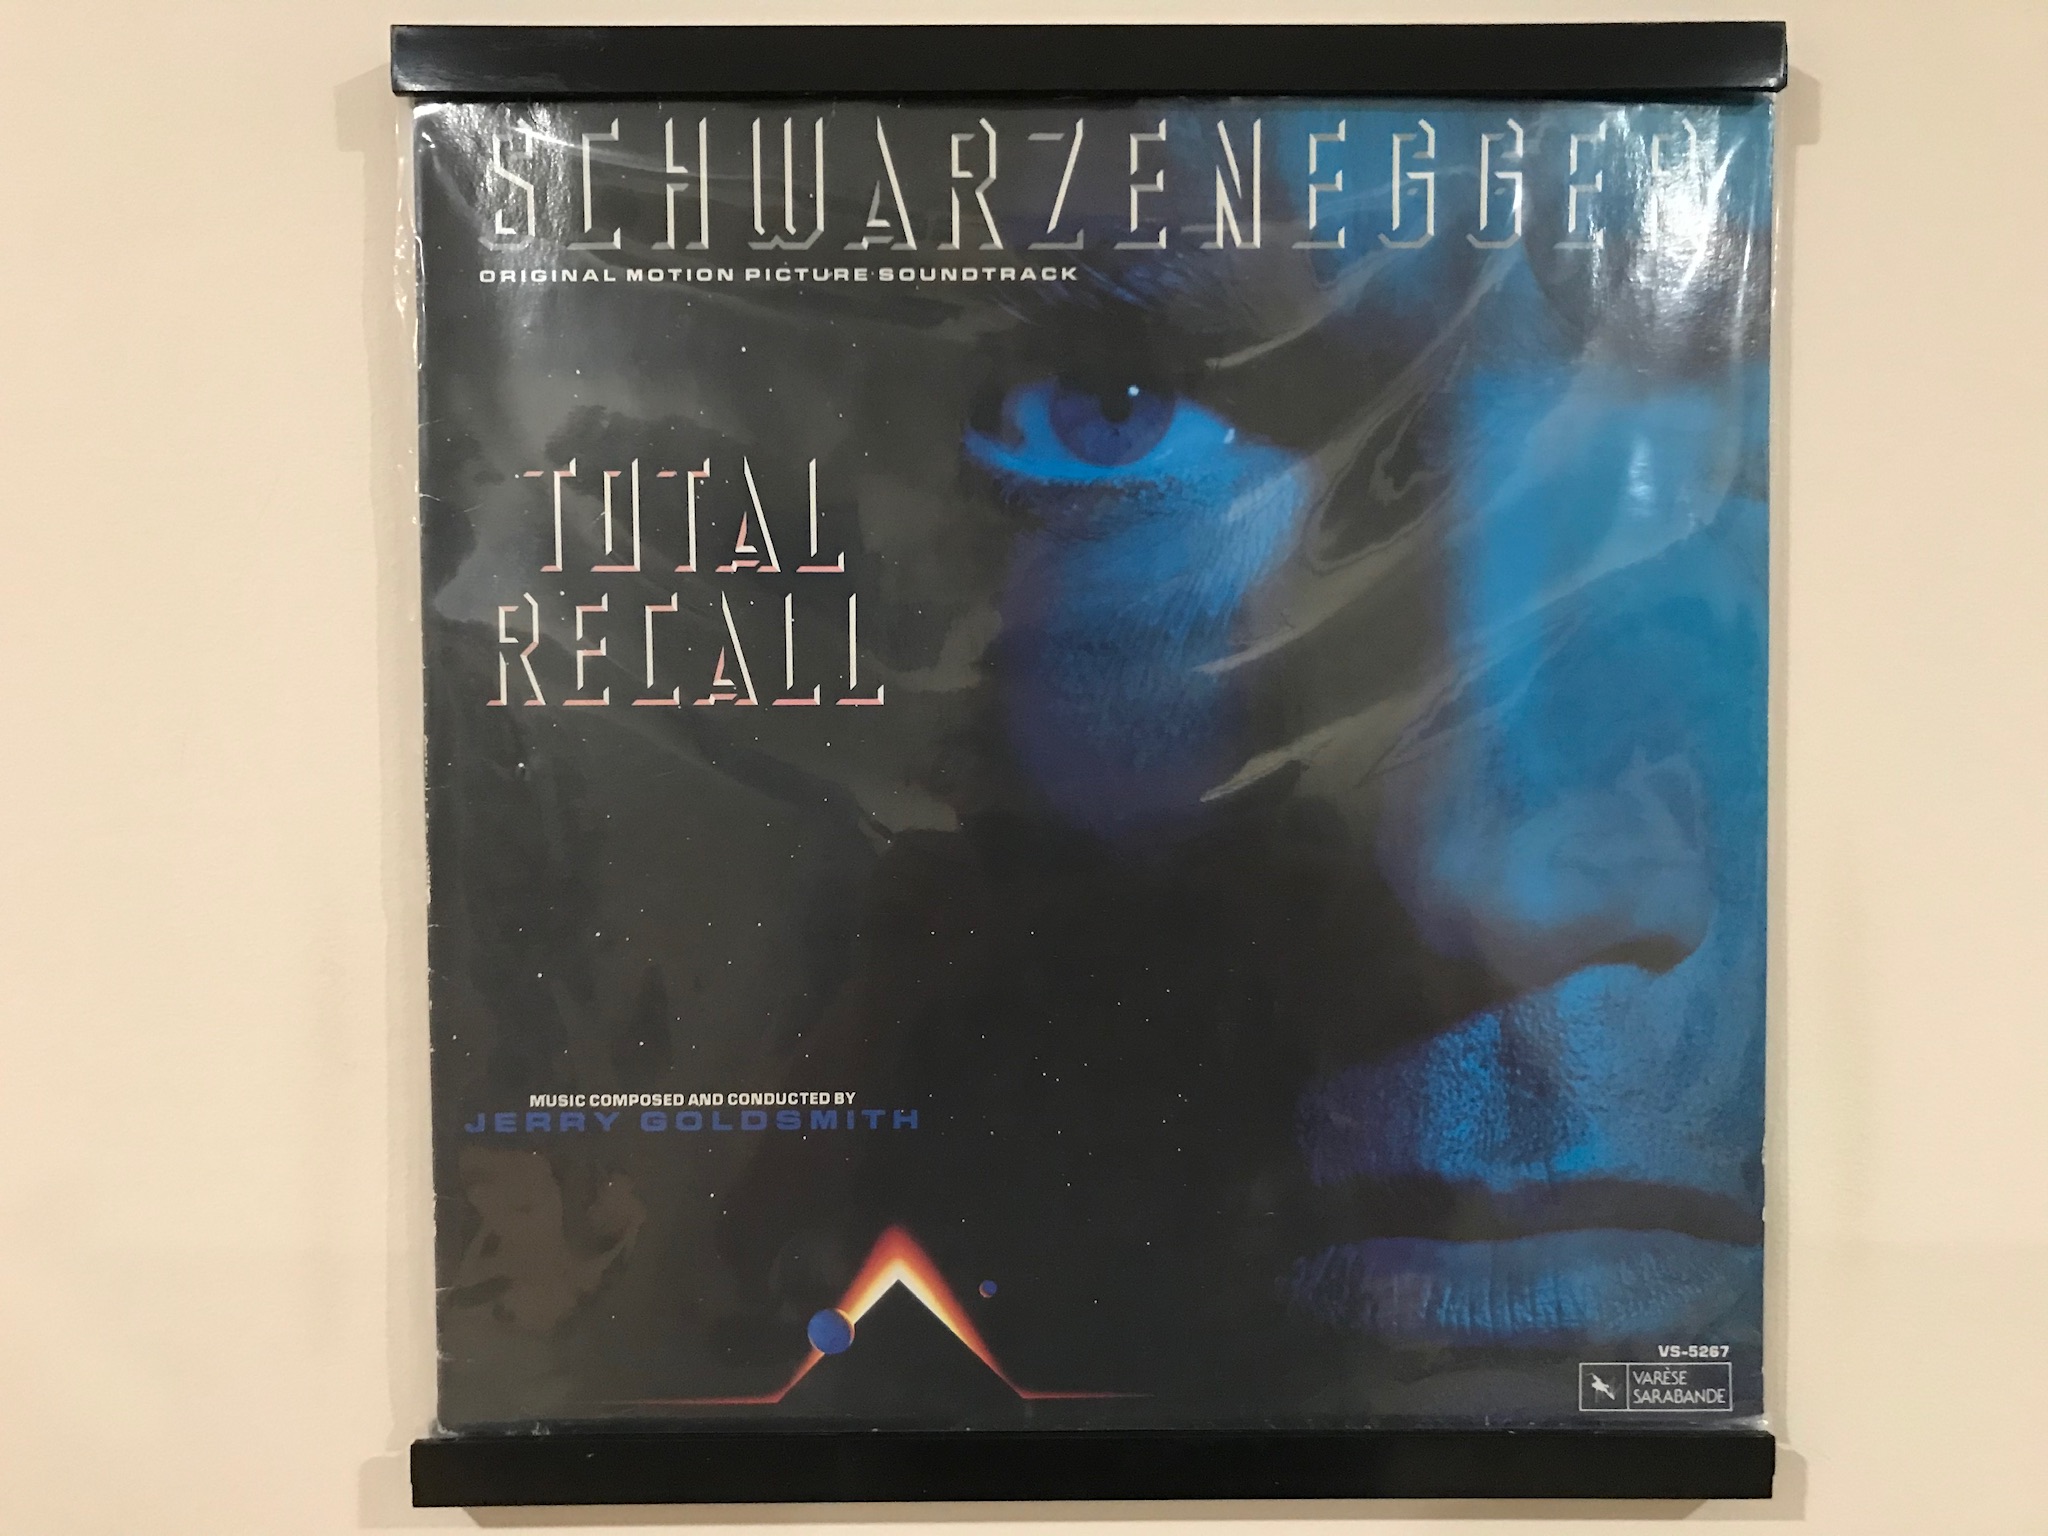 SCHWARZENEGGER
ORIGINAL MOTION PICTURE SOUNDTRACK
TOTAL
RECALL
MUSIC COMPOSED AND CONDUCTED BY
JERRY GOLDSMITH
VS-5267
VARÈSE
SARABANDE